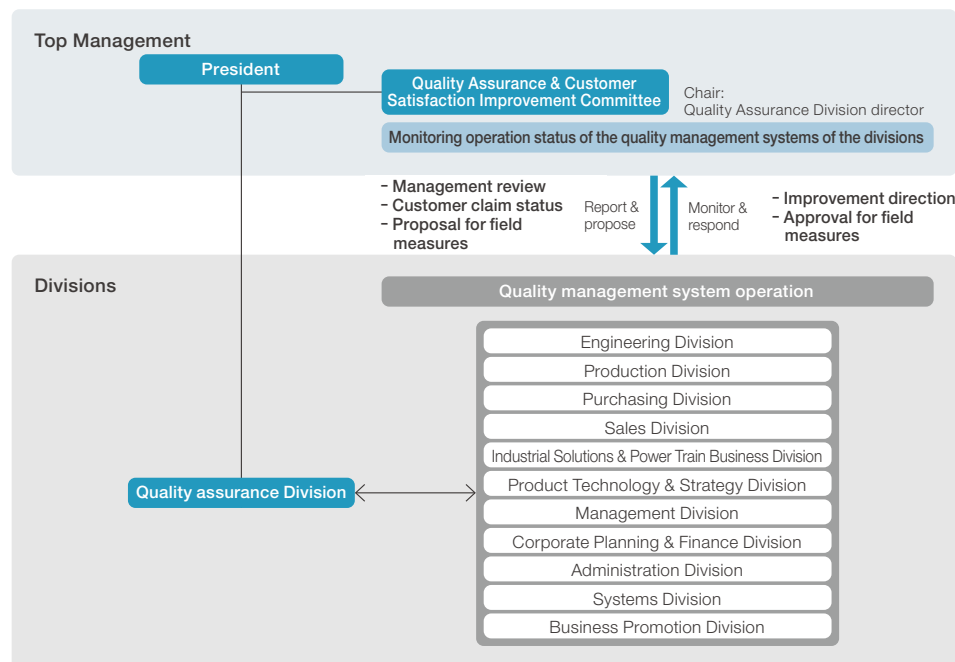 Top Management
President
Quality Assurance & Customer
Satisfaction Improvement Committee
Chair:
Quality Assurance Division director
Monitoring operation status of the quality management systems of the divisions
- Management review
- Customer claim status
- Proposal for field
measures
Report &
propose
Monitor &
respond
- Improvement direction
- Approval for field
measures
Divisions
Quality management system operation
Engineering Division
Production Division
Purchasing Division
Sales Division
Industrial Solutions & Power Train Business Division
Quality assurance Division
Product Technology & Strategy Division
Management Division
Corporate Planning & Finance Division
Administration Division
Systems Division
Business Promotion Division